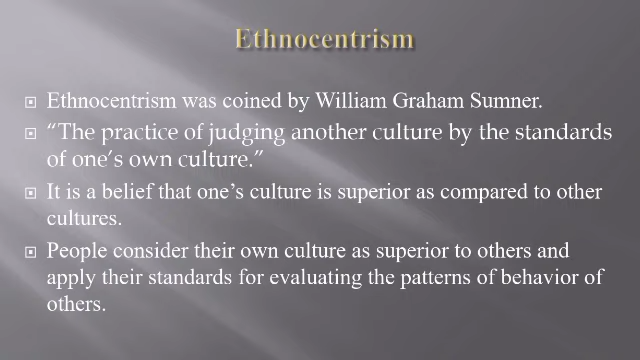 Ethnocentrism
Ethnocentrism was coined by William Graham Sumner.
“The practice of judging another culture by the standards
of one’s own culture.”
It is a belief that one’s culture is superior as compared to other
cultures.
People consider their own culture as superior to others and
apply their standards for evaluating the patterns of behavior of
others.